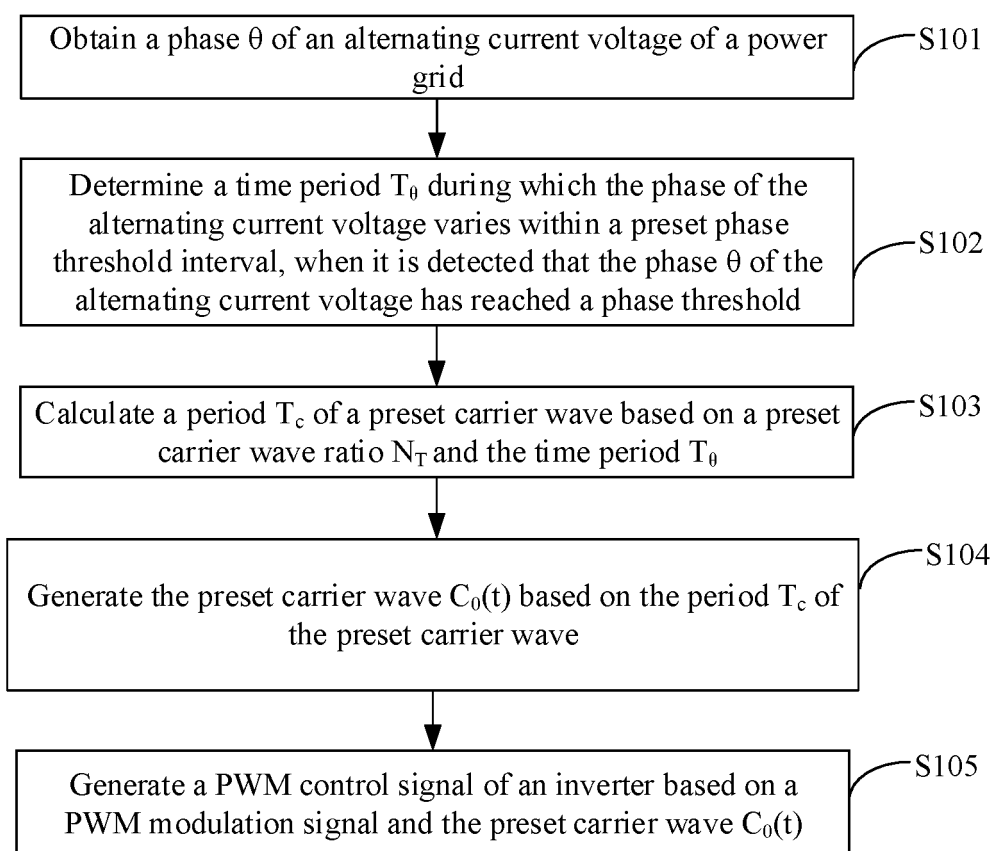 Obtain a phase θ of an alternating current voltage of a power
grid
S101
Determine a time period Tθ during which the phase of the
alternating current voltage varies within a preset phase
threshold interval, when it is detected that the phase θ of the
alternating current voltage has reached a phase threshold
S102
Calculate a period Tc of a preset carrier wave based on a preset
carrier wave ratio NT and the time period Tθ
S103
Generate the preset carrier wave C0(t) based on the period Tc of
the preset carrier wave
S104
Generate a PWM control signal of an inverter based on a
PWM modulation signal and the preset carrier wave C0(t)
S105